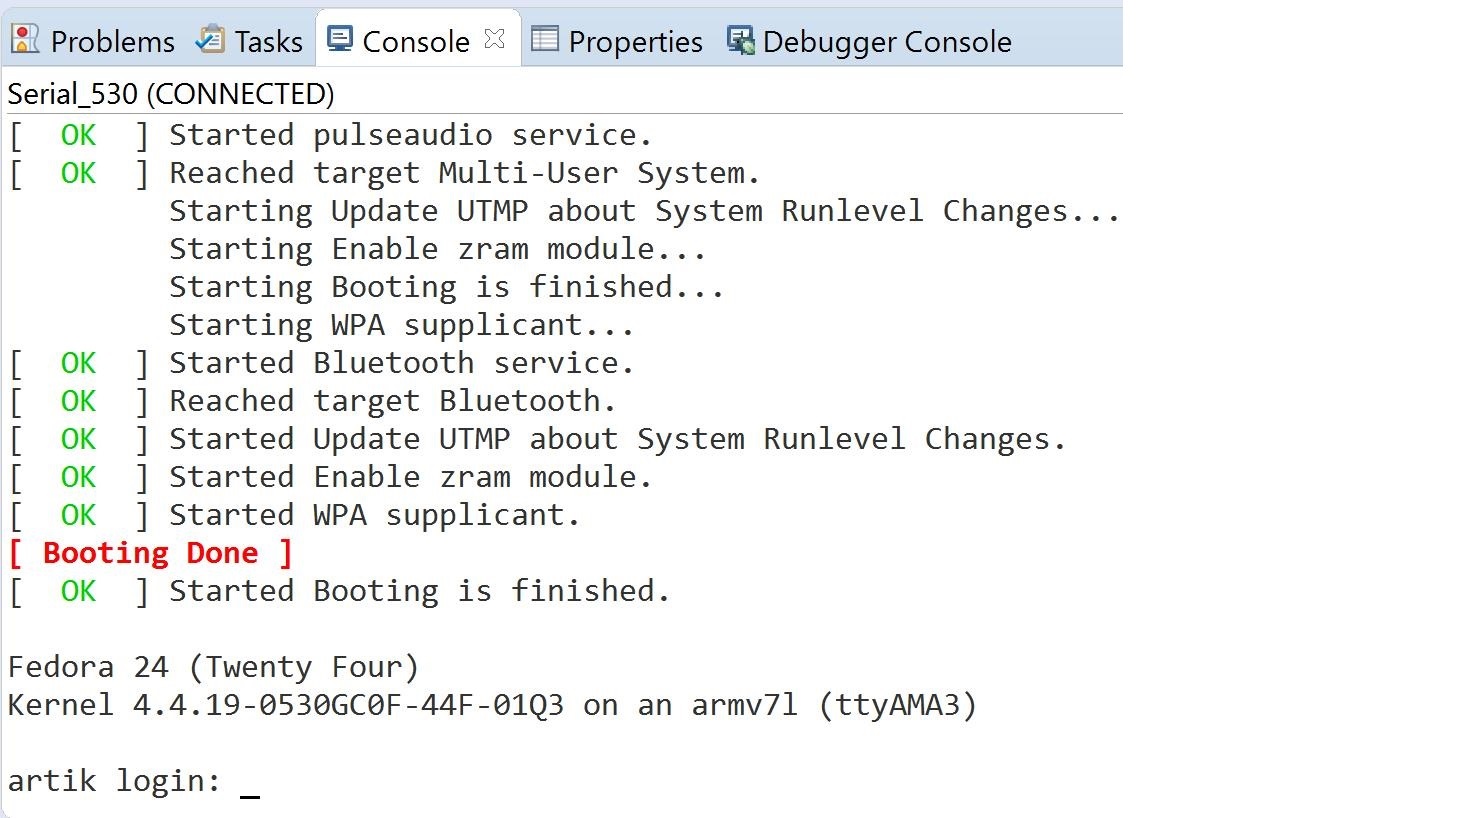 Problems Tasks Console Properties Debugger Console
Serial_530 (CONNECTED)
[  OK  ] Started pulseaudio service.
[  OK  ] Reached target Multi-User System.
         Starting Update UTMP about System Runlevel Changes...
         Starting Enable zram module...
         Starting Booting is finished...
         Starting WPA supplicant...
[  OK  ] Started Bluetooth service.
[  OK  ] Reached target Bluetooth.
[  OK  ] Started Update UTMP about System Runlevel Changes.
[  OK  ] Started Enable zram module.
[  OK  ] Started WPA supplicant.
[ Booting Done ]
[  OK  ] Started Booting is finished.
Fedora 24 (Twenty Four)
Kernel 4.4.19-0530GC0F-44F-01Q3 on an armv7l (ttyAMA3)
artik login: _